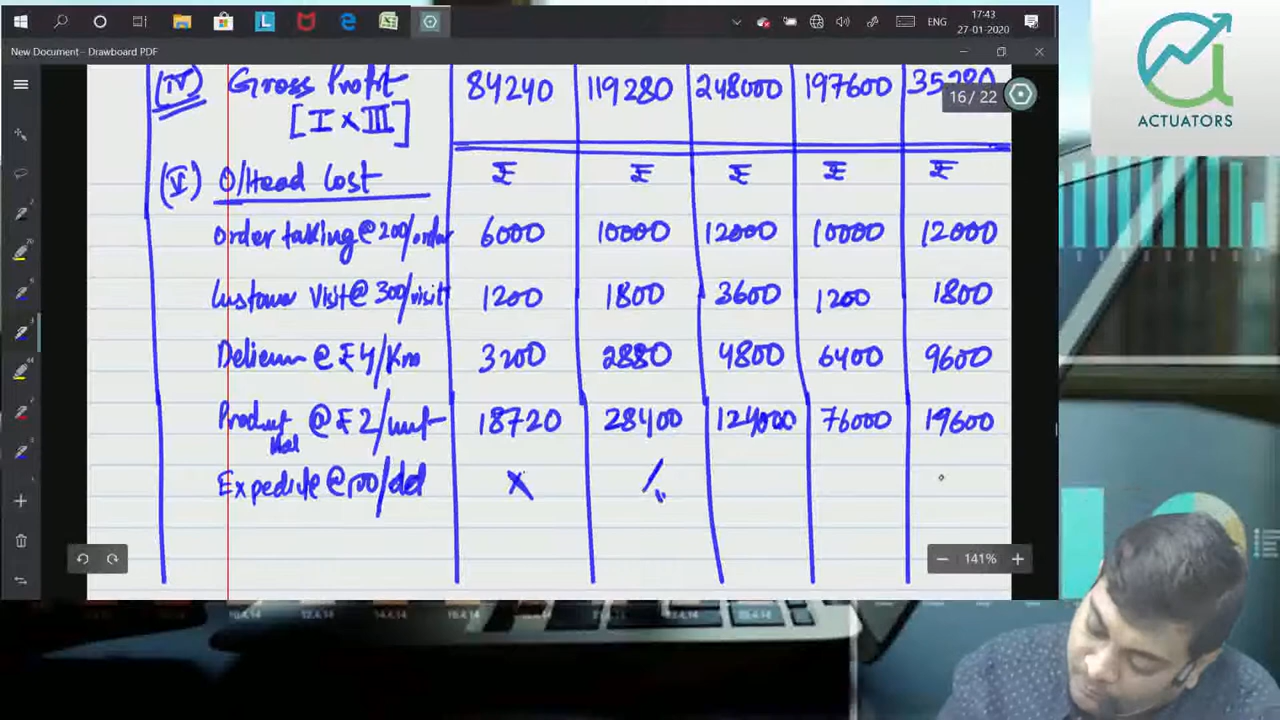 ENG
17:43
27-01-2020
New Document - Drawboard PDF
(IV) Gross Profit 84240 119280 248000 197600 35280
[I x III]
16 / 22
ACTUATORS
(V) O/Head Cost ₹ ₹ ₹ ₹ ₹
Order taking @ 200/order 6000 10000 12000 10000 12000
Customer Visit @ 300/visit 1200 1800 3600 1200 1800
@ ₹ 4/Km 3200 2880 4800 6400 9600
Product @ ₹ 2/unit 18720 28400 124000 76000 19600
Expedite @ 100/del x
141%